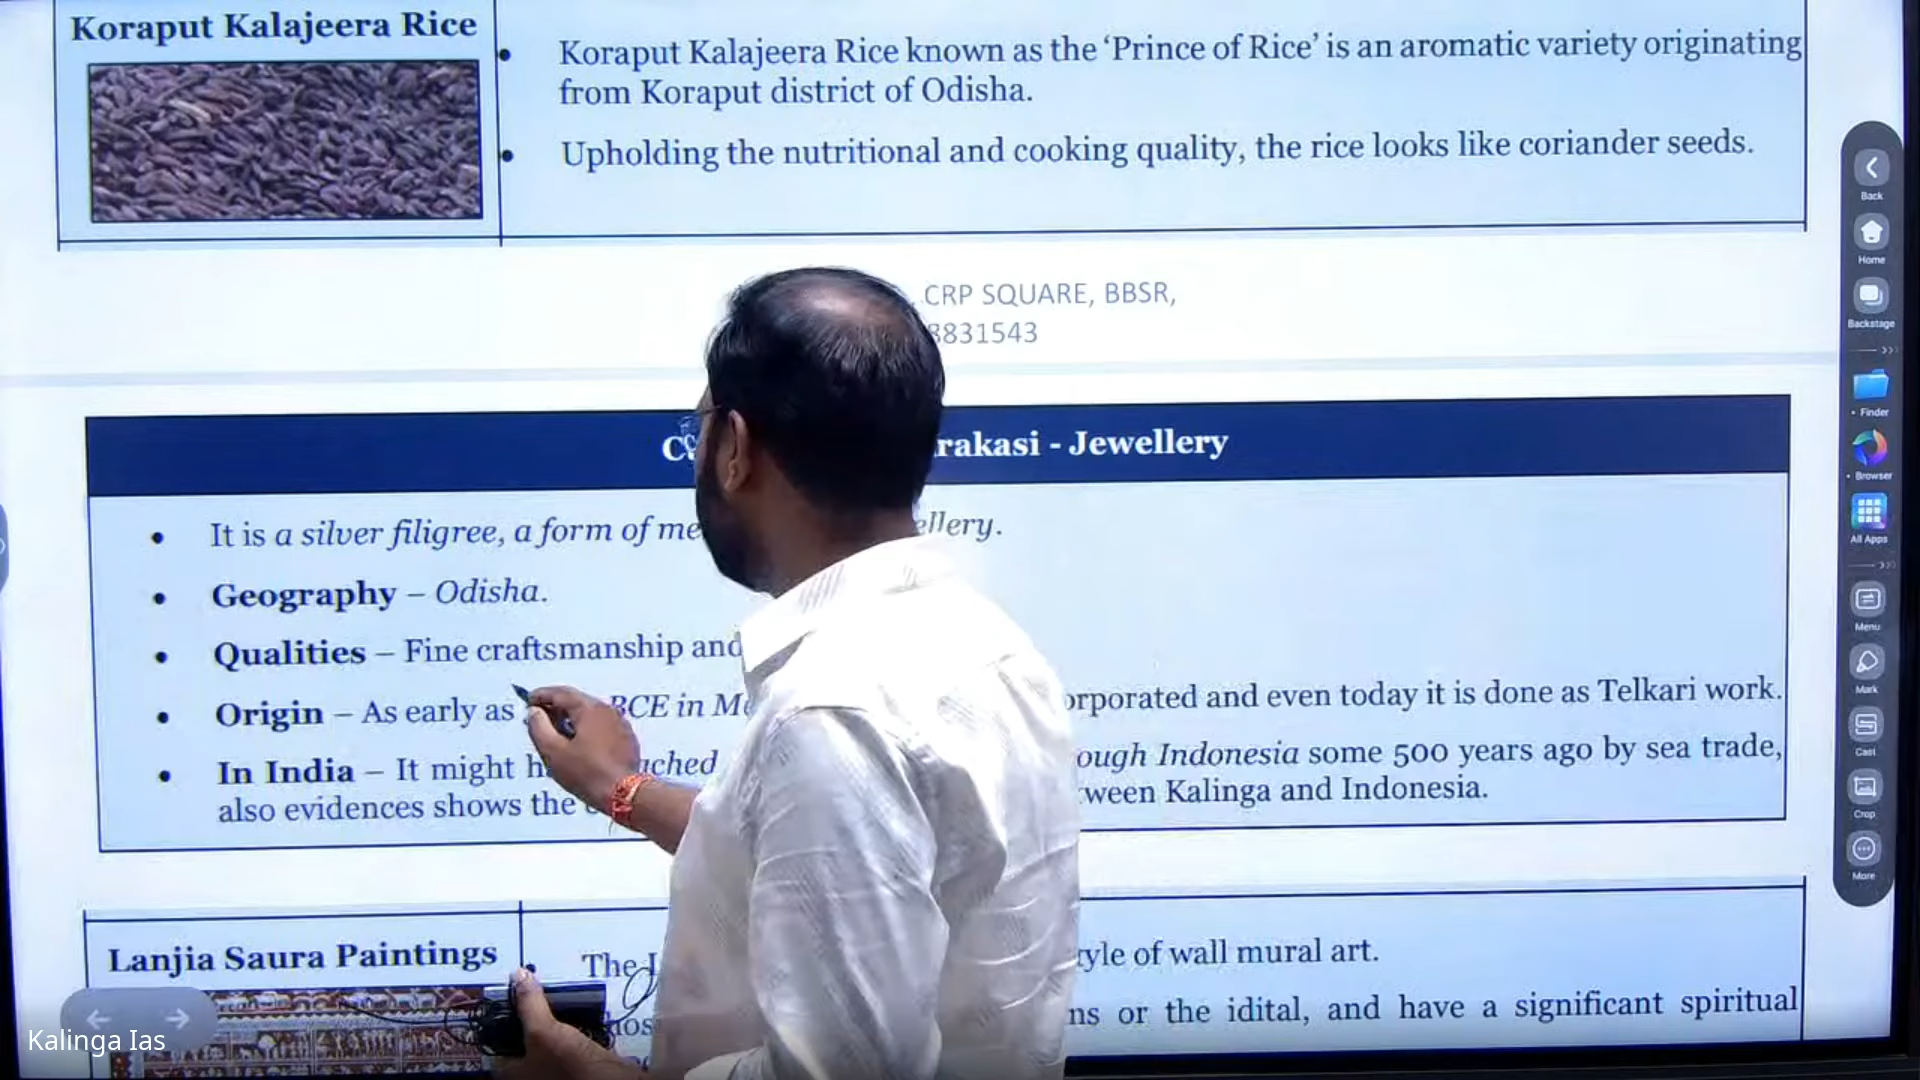 Koraput Kalajeera Rice
• Koraput Kalajeera Rice known as the ‘Prince of Rice’ is an aromatic variety originating
from Koraput district of Odisha.
• Upholding the nutritional and cooking quality, the rice looks like coriander seeds.
CRP SQUARE, BBSR,
8831543
rakasi - Jewellery
• It is a silver filigree, a form of me ellery.
• Geography – Odisha.
• Qualities – Fine craftsmanship and
• Origin – As early as BCE in Me orporated and even today it is done as Telkari work.
• In India – It might h ached ough Indonesia some 500 years ago by sea trade,
also evidences shows the ween Kalinga and Indonesia.
Lanjia Saura Paintings
• The L tyle of wall mural art.
hos ns or the idital, and have a significant spiritual
Kalinga Ias
Back
Home
Backstage
Finder
Browser
All Apps
Menu
Mark
Cast
Crop
More